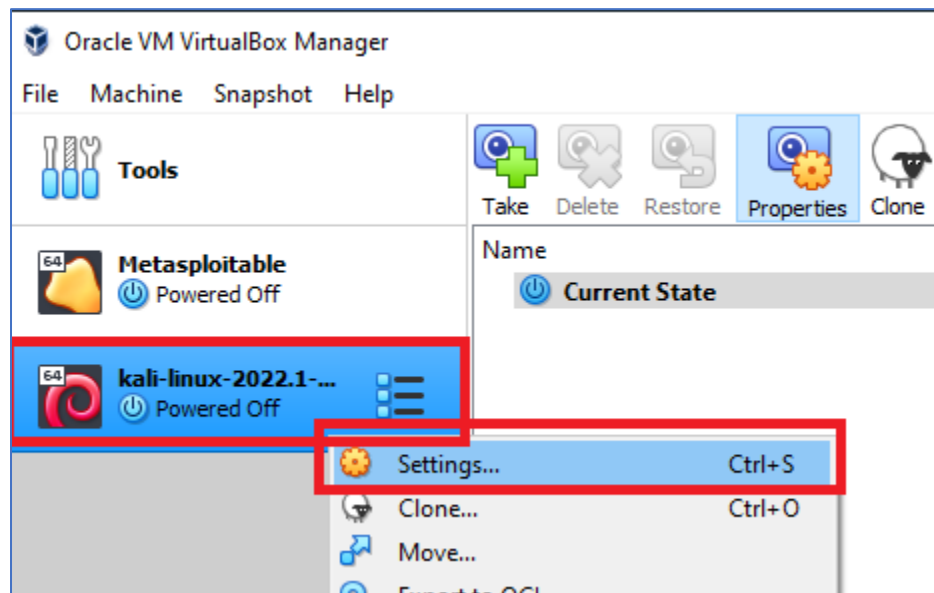 Oracle VM VirtualBox Manager
File Machine Snapshot Help
Tools
Take Delete Restore Properties Clone
Name
Current State
64
Metasploitable
Powered Off
64
kali-linux-2022.1-...
Powered Off
Settings... Ctrl+S
Clone... Ctrl+O
Move...